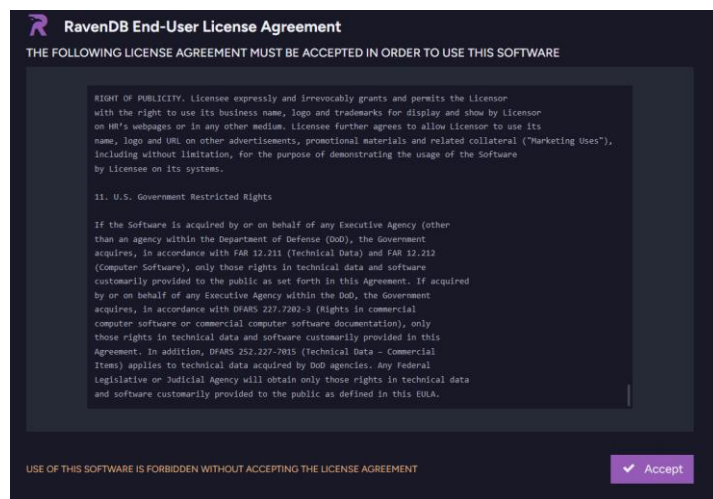 RavenDB End-User License Agreement
THE FOLLOWING LICENSE AGREEMENT MUST BE ACCEPTED IN ORDER TO USE THIS SOFTWARE
RIGHT OF PUBLICITY. Licensee expressly and irrevocably grants and permits the Licensor
with the right to use its business name, logo and trademarks for display and show by Licensor
on HR's webpages or in any other medium. Licensee further agrees to allow Licensor to use its
name, logo and URL on other advertisements, promotional materials and related collateral ("Marketing Uses"),
including without limitation, for the purpose of demonstrating the usage of the Software
by Licensee on its systems.
11. U.S. Government Restricted Rights
If the Software is acquired by or on behalf of any Executive Agency (other
than an agency within the Department of Defense (DoD), the Government
acquires, in accordance with FAR 12.211 (Technical Data) and FAR 12.212
(Computer Software), only those rights in technical data and software
customarily provided to the public as set forth in this Agreement. If acquired
by or on behalf of any Executive Agency within the DoD, the Government
acquires, in accordance with DFARS 227.7202-3 (Rights in commercial
computer software or commercial computer software documentation), only
those rights in technical data and software customarily provided in this
Agreement. In addition, DFARS 252.227-7015 (Technical Data – Commercial
Items) applies to technical data acquired by DoD agencies. Any Federal
Legislative or Judicial Agency will obtain only those rights in technical data
and software customarily provided to the public as defined in this EULA.
USE OF THIS SOFTWARE IS FORBIDDEN WITHOUT ACCEPTING THE LICENSE AGREEMENT
Accept